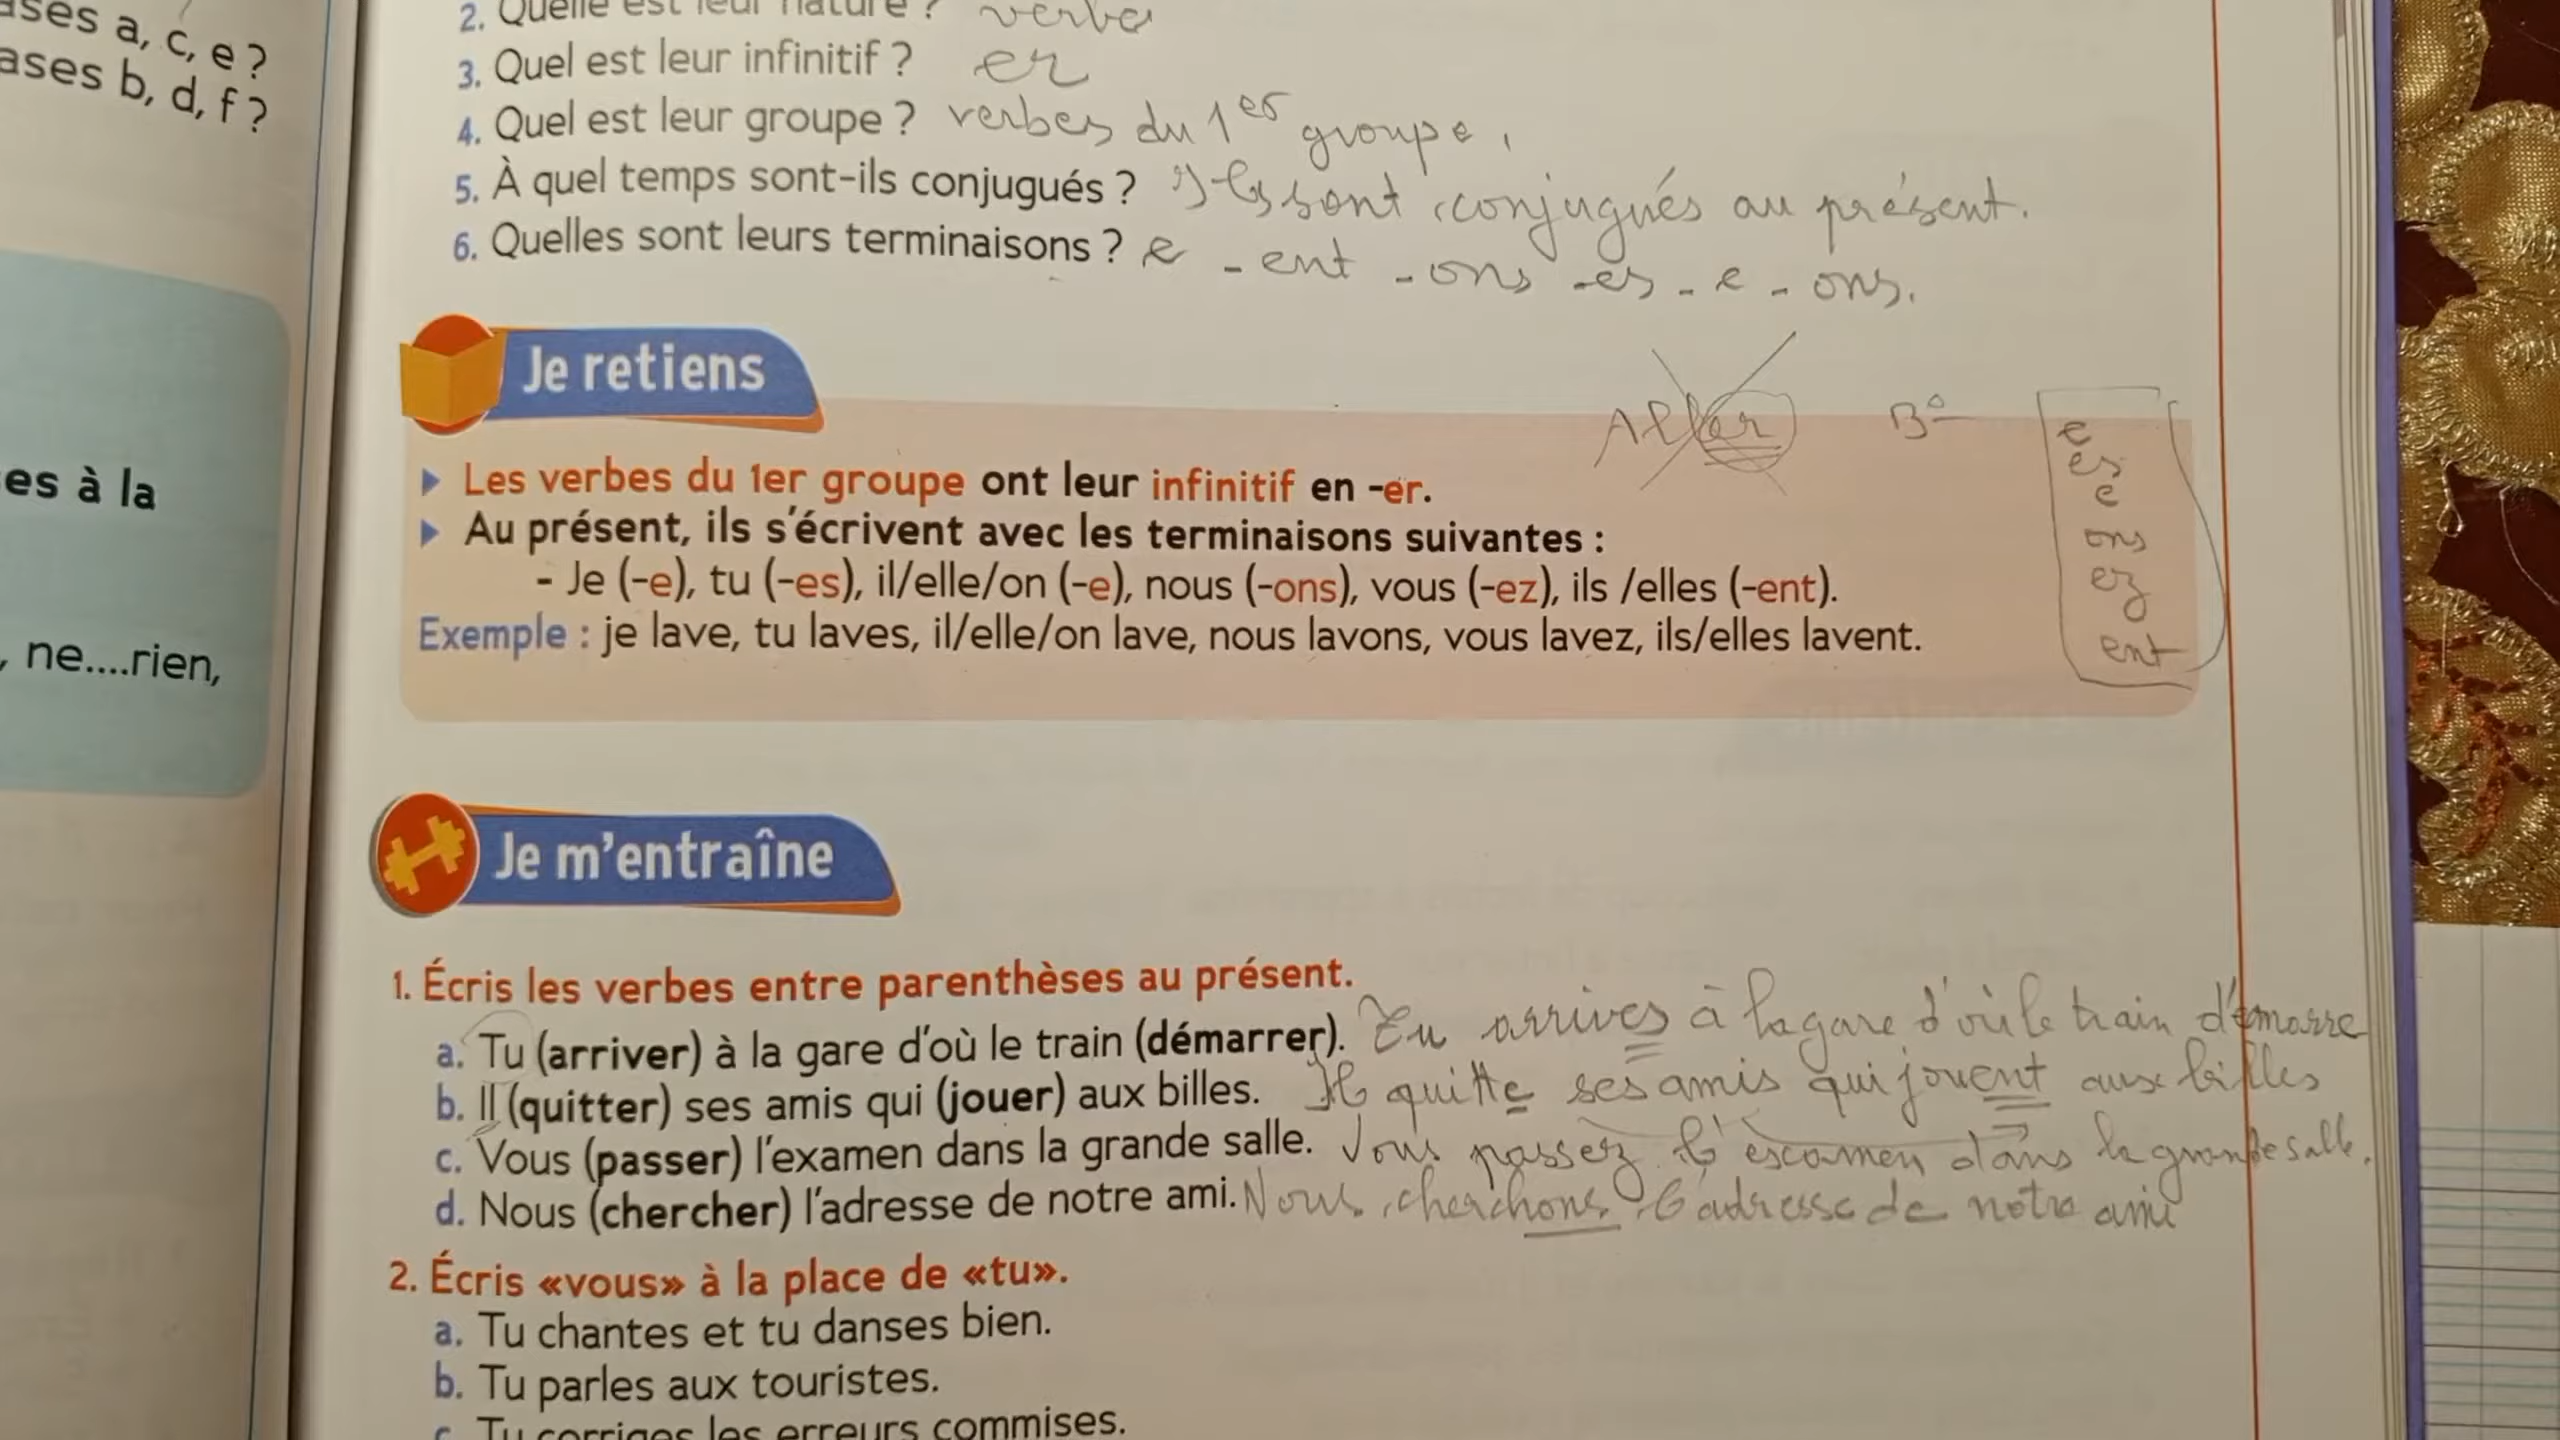 ases a, c, e ?
ases b, d, f ?
es à la
, ne....rien,
2. Quelle est leur nature ? verbe
3. Quel est leur infinitif ? er
4. Quel est leur groupe ? verbes du 1er groupe.
5. À quel temps sont-ils conjugués ? Ils sont conjugués au présent.
6. Quelles sont leurs terminaisons ? e - ent - ons - es - e - ons.
Je retiens
Aller
e
es
e
ons
ez
ent
▸ Les verbes du 1er groupe ont leur infinitif en -er.
▸ Au présent, ils s'écrivent avec les terminaisons suivantes :
- Je (-e), tu (-es), il/elle/on (-e), nous (-ons), vous (-ez), ils /elles (-ent).
Exemple : je lave, tu laves, il/elle/on lave, nous lavons, vous lavez, ils/elles lavent.
Je m'entraîne
1. Écris les verbes entre parenthèses au présent.
a. Tu (arriver) à la gare d'où le train (démarrer). Tu arrives à la gare d'où le train démarre
b. Il (quitter) ses amis qui (jouer) aux billes. Il quitte ses amis qui jouent aux billes
c. Vous (passer) l'examen dans la grande salle. Vous passez l'examen dans la grande salle.
d. Nous (chercher) l'adresse de notre ami. Nous cherchons l'adresse de notre ami
2. Écris «vous» à la place de «tu».
a. Tu chantes et tu danses bien.
b. Tu parles aux touristes.
c. Tu corriges les erreurs commises.